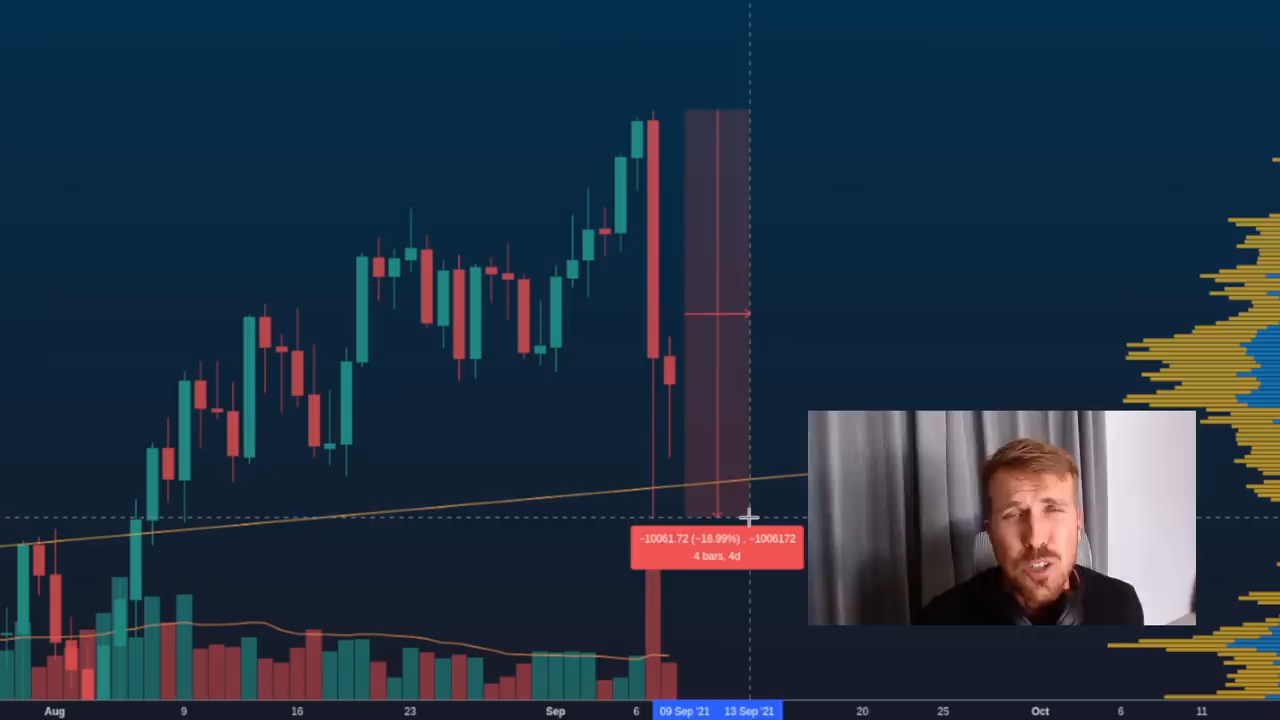 −10061.72 (−18.99%) , −1006172
4 bars, 4d
Aug 9 16 23 Sep 6 09 Sep '21 13 Sep '21 20 25 Oct 6 11